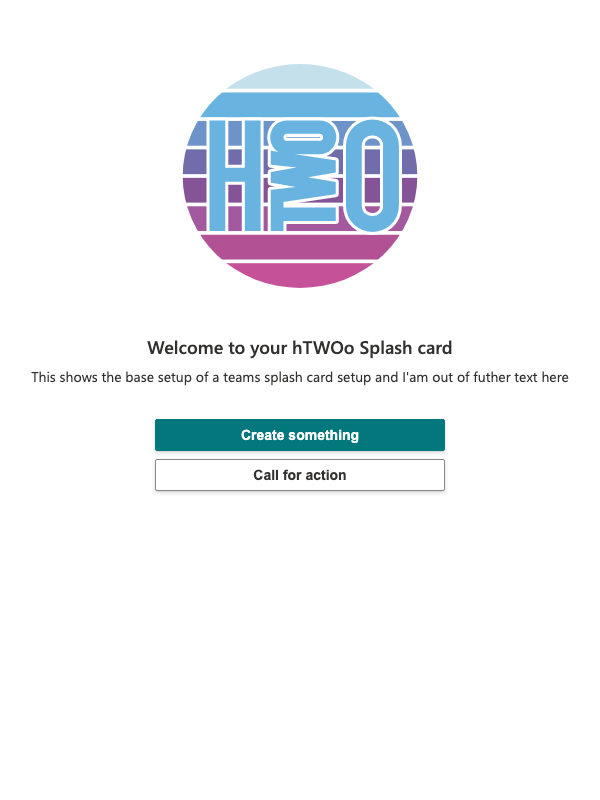 HTWOO
Welcome to your hTWOo Splash card
This shows the base setup of a teams splash card setup and I'am out of futher text here
Create something
Call for action